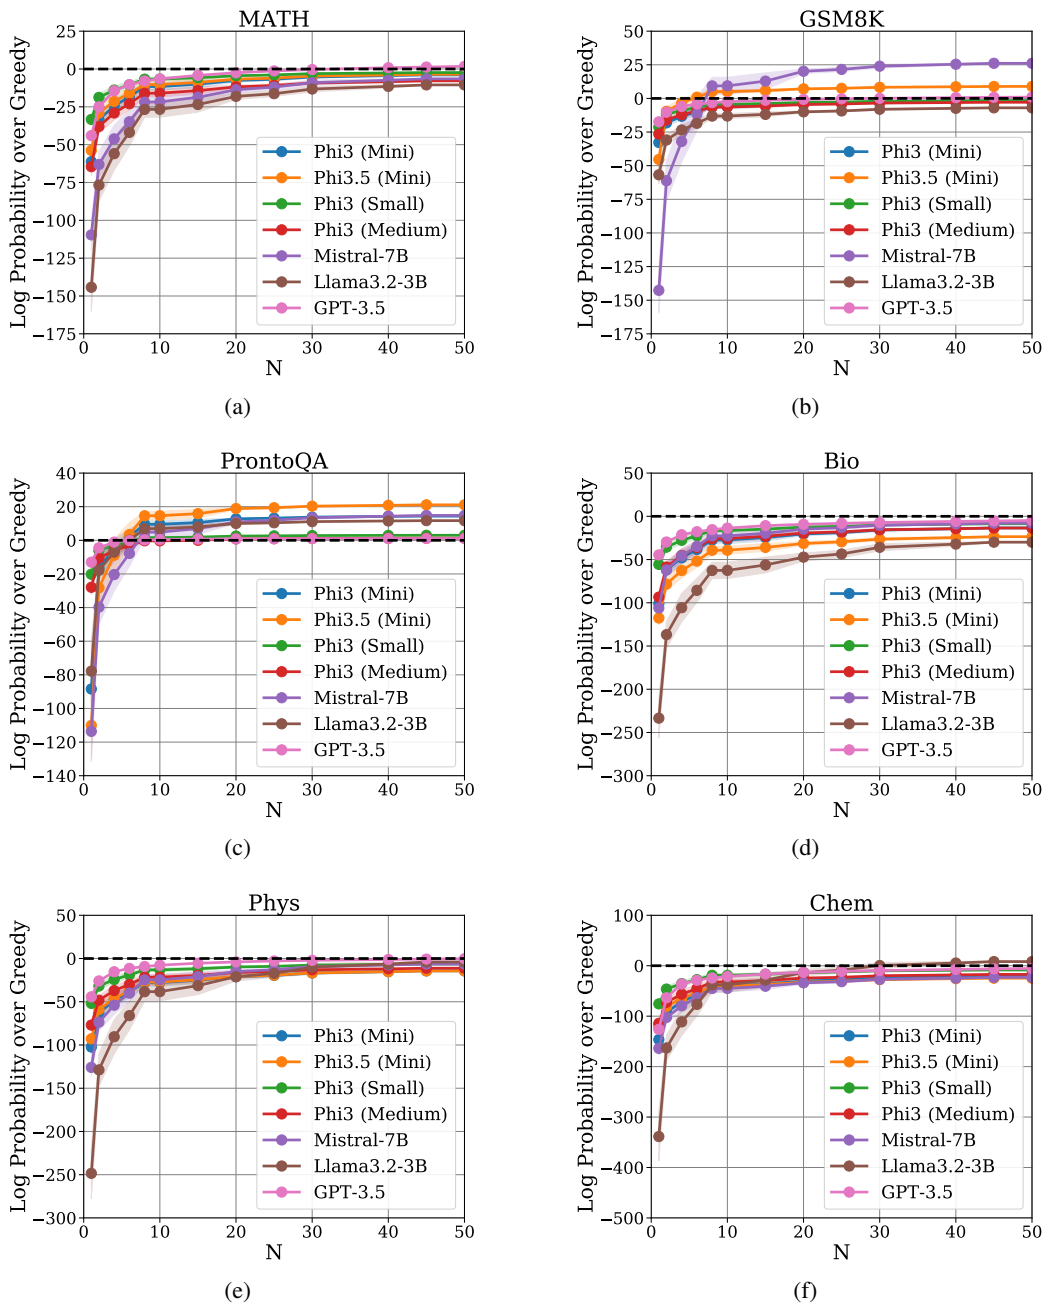 MATH
Log Probability over Greedy
25
0
−25
−50
−75
−100
−125
−150
−175
Phi3 (Mini)
Phi3.5 (Mini)
Phi3 (Small)
Phi3 (Medium)
Mistral-7B
Llama3.2-3B
GPT-3.5
0 10 20 30 40 50
N
(a)
GSM8K
Log Probability over Greedy
50
25
0
−25
−50
−75
−100
−125
−150
−175
Phi3 (Mini)
Phi3.5 (Mini)
Phi3 (Small)
Phi3 (Medium)
Mistral-7B
Llama3.2-3B
GPT-3.5
0 10 20 30 40 50
N
(b)
ProntoQA
Log Probability over Greedy
40
20
0
−20
−40
−60
−80
−100
−120
−140
Phi3 (Mini)
Phi3.5 (Mini)
Phi3 (Small)
Phi3 (Medium)
Mistral-7B
Llama3.2-3B
GPT-3.5
0 10 20 30 40 50
N
(c)
Bio
Log Probability over Greedy
50
0
−50
−100
−150
−200
−250
−300
Phi3 (Mini)
Phi3.5 (Mini)
Phi3 (Small)
Phi3 (Medium)
Mistral-7B
Llama3.2-3B
GPT-3.5
0 10 20 30 40 50
N
(d)
Phys
Log Probability over Greedy
50
0
−50
−100
−150
−200
−250
−300
Phi3 (Mini)
Phi3.5 (Mini)
Phi3 (Small)
Phi3 (Medium)
Mistral-7B
Llama3.2-3B
GPT-3.5
0 10 20 30 40 50
N
(e)
Chem
Log Probability over Greedy
100
0
−100
−200
−300
−400
−500
Phi3 (Mini)
Phi3.5 (Mini)
Phi3 (Small)
Phi3 (Medium)
Mistral-7B
Llama3.2-3B
GPT-3.5
0 10 20 30 40 50
N
(f)